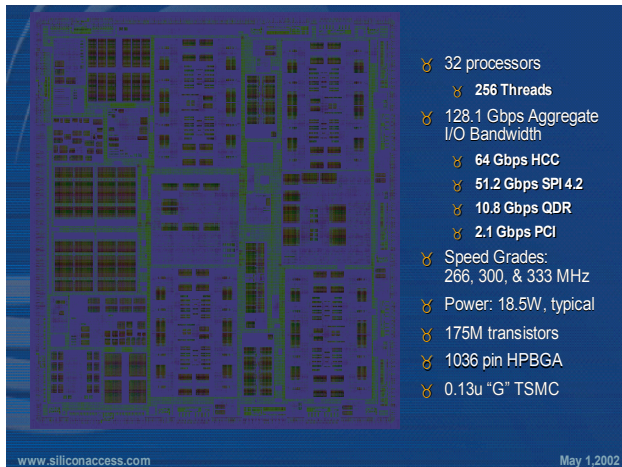 32 processors
256 Threads
128.1 Gbps Aggregate
I/O Bandwidth
64 Gbps HCC
51.2 Gbps SPI 4.2
10.8 Gbps QDR
2.1 Gbps PCI
Speed Grades:
266, 300, & 333 MHz
Power: 18.5W, typical
175M transistors
1036 pin HPBGA
0.13u “G” TSMC
www.siliconaccess.com
May 1,2002